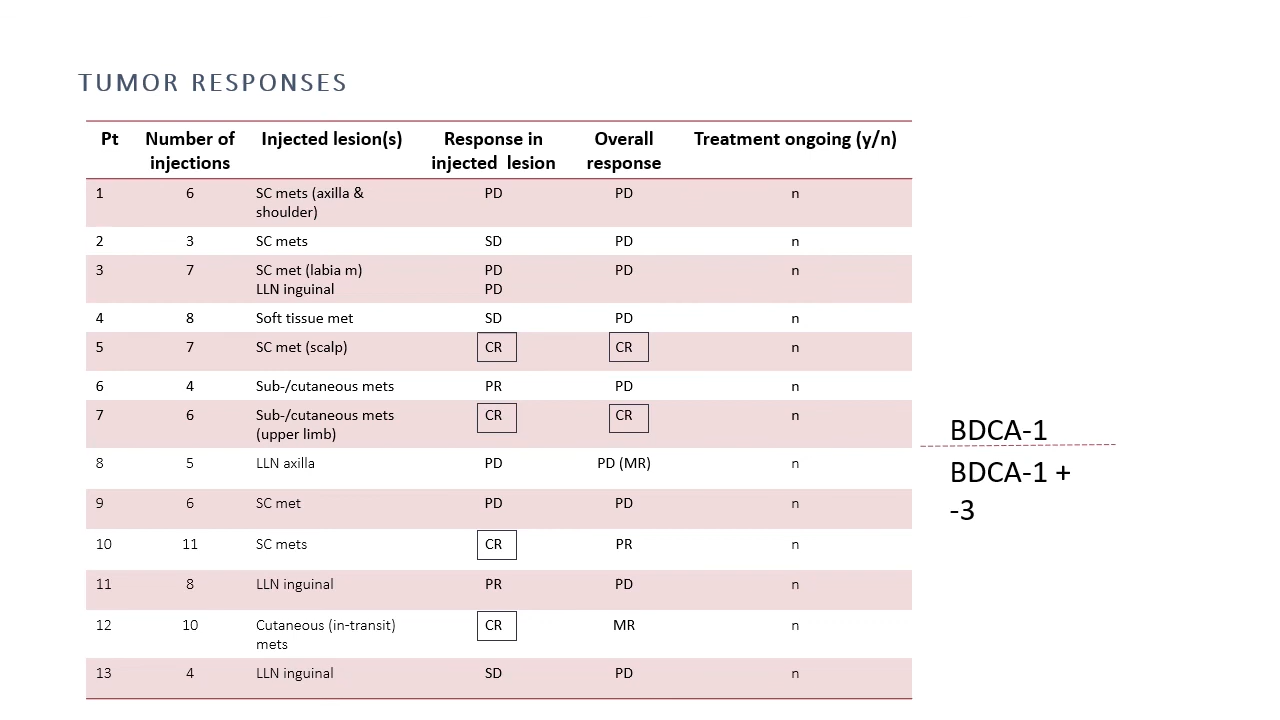 TUMOR RESPONSES
Pt Number of injections Injected lesion(s) Response in injected lesion Overall response Treatment ongoing (y/n)
1 6 SC mets (axilla & shoulder) PD PD n
2 3 SC mets SD PD n
3 7 SC met (labia m) LLN inguinal PD PD PD n
4 8 Soft tissue met SD PD n
5 7 SC met (scalp) CR CR n
6 4 Sub-/cutaneous mets PR PD n
7 6 Sub-/cutaneous mets (upper limb) CR CR n
BDCA-1
8 5 LLN axilla PD PD (MR) n
BDCA-1 +
-3
9 6 SC met PD PD n
10 11 SC mets CR PR n
11 8 LLN inguinal PR PD n
12 10 Cutaneous (in-transit) mets CR MR n
13 4 LLN inguinal SD PD n